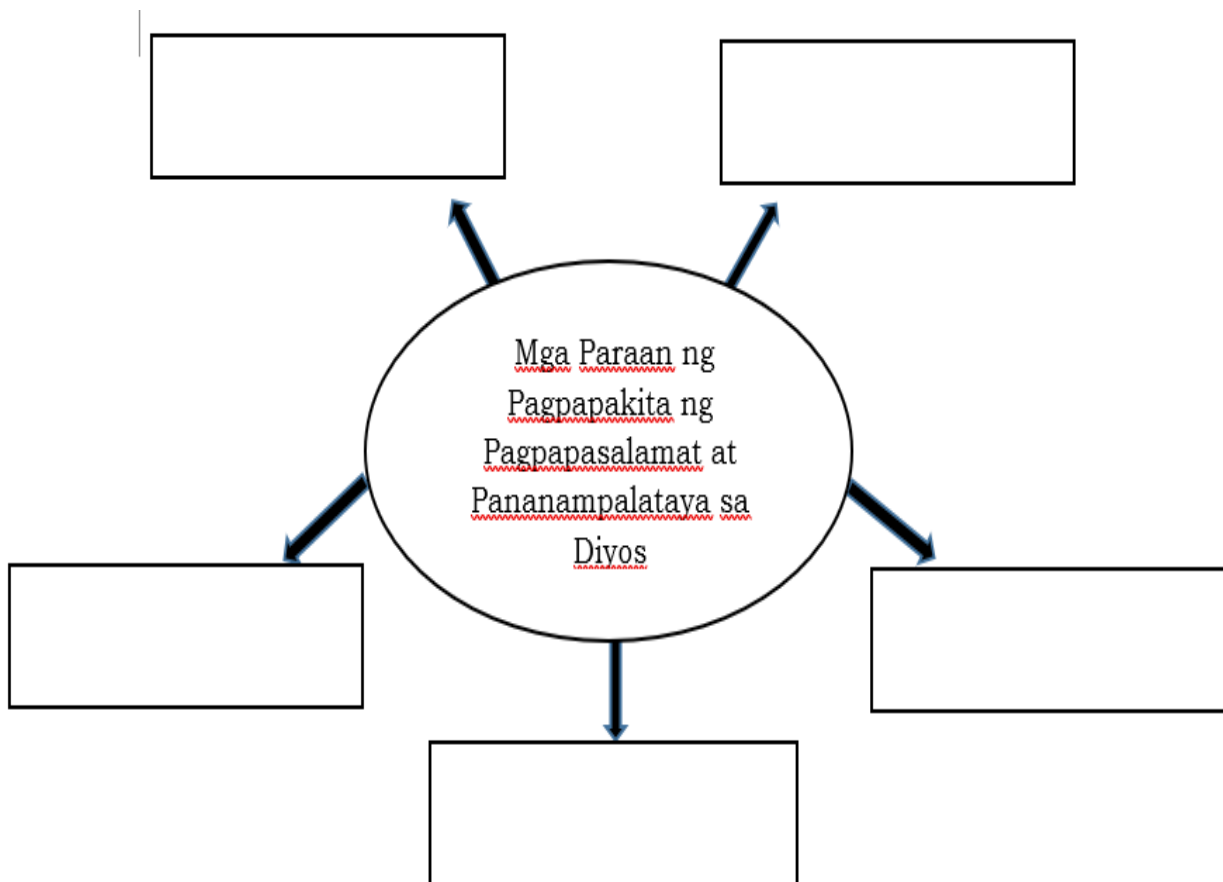 Mga Paraan ng
Pagpapakita ng
Pagpapasalamat at
Pananampalataya sa
Diyos